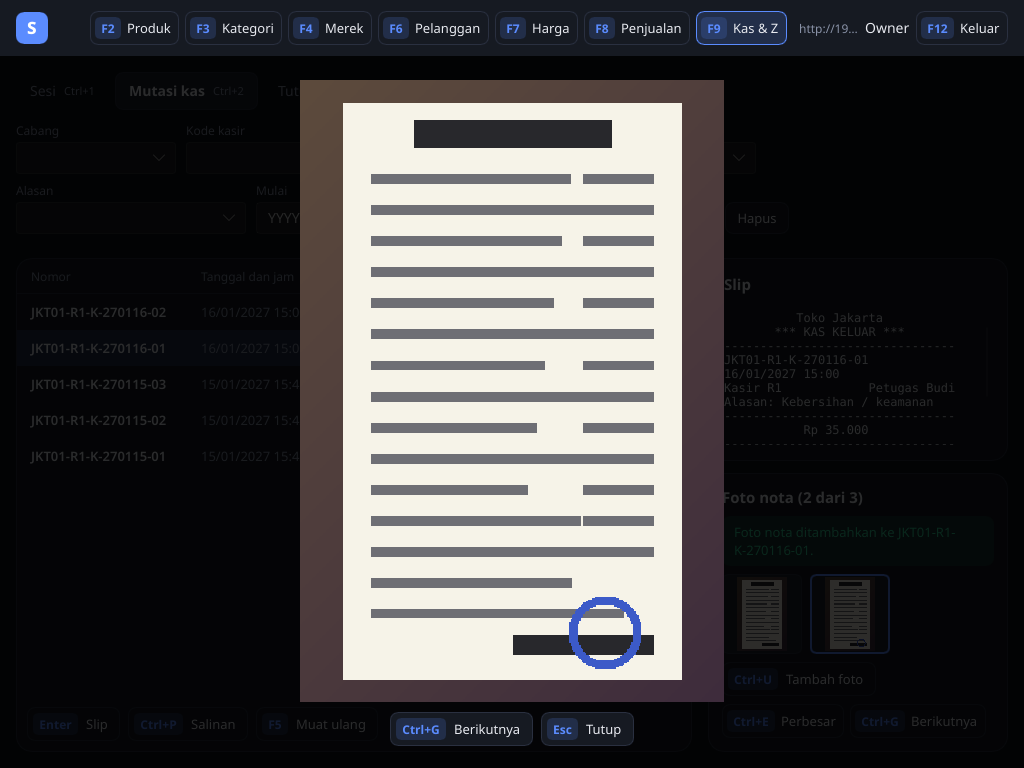 S
F2 Produk F3 Kategori F4 Merek F6 Pelanggan F7 Harga F8 Penjualan F9 Kas & Z http://19… Owner F12 Keluar
Sesi Ctrl+1 Mutasi kas Ctrl+2 Tut
Cabang Kode kasir
Alasan Mulai
YYYY Hapus
Nomor Tanggal dan jam
JKT01-R1-K-270116-02 16/01/2027 15:0
JKT01-R1-K-270116-01 16/01/2027 15:0
JKT01-R1-K-270115-03 15/01/2027 15:4
JKT01-R1-K-270115-02 15/01/2027 15:4
JKT01-R1-K-270115-01 15/01/2027 15:4
Slip
Toko Jakarta
*** KAS KELUAR ***
--------------------------------
JKT01-R1-K-270116-01
16/01/2027 15:00
Kasir R1 Petugas Budi
Alasan: Kebersihan / keamanan
--------------------------------
Rp 35.000
--------------------------------
Foto nota (2 dari 3)
Foto nota ditambahkan ke JKT01-R1-
K-270116-01.
Ctrl+U Tambah foto
Ctrl+E Perbesar Ctrl+G Berikutnya
Enter Slip Ctrl+P Salinan F5 Muat ulang
Ctrl+G Berikutnya Esc Tutup